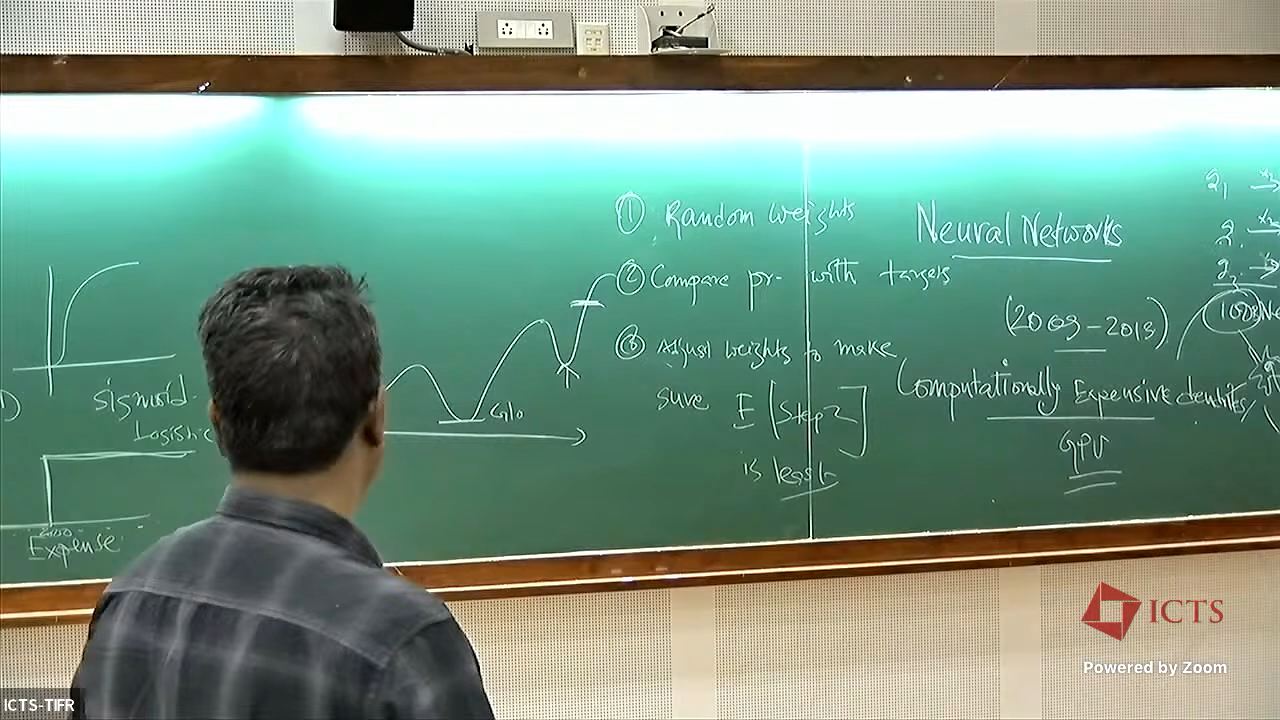 sigmoid
Logistic
Expense
Glo
① Random weights
② Compare pr- with targets
③ Adjust weights to make
sure E [Step 2]
is least
Neural Networks
(2009-2013)
Computationally Expensive
GPU
ICTS
Powered by Zoom
ICTS-TIFR